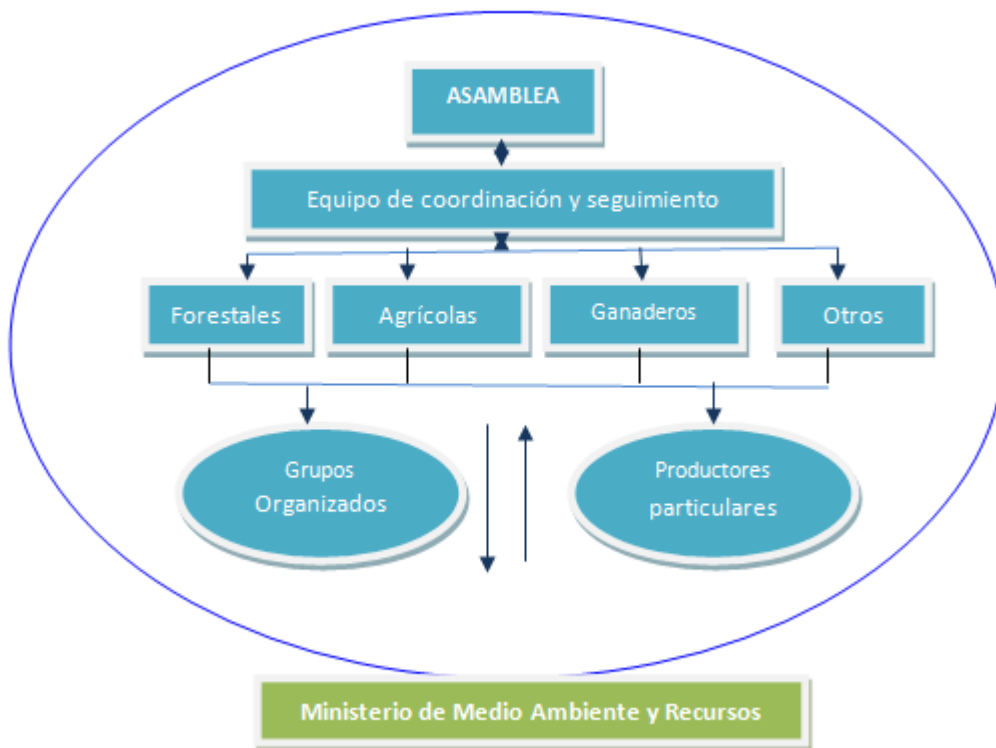 ASAMBLEA
Equipo de coordinación y seguimiento
Forestales
Agrícolas
Ganaderos
Otros
Grupos
Organizados
Productores
particulares
Ministerio de Medio Ambiente y Recursos